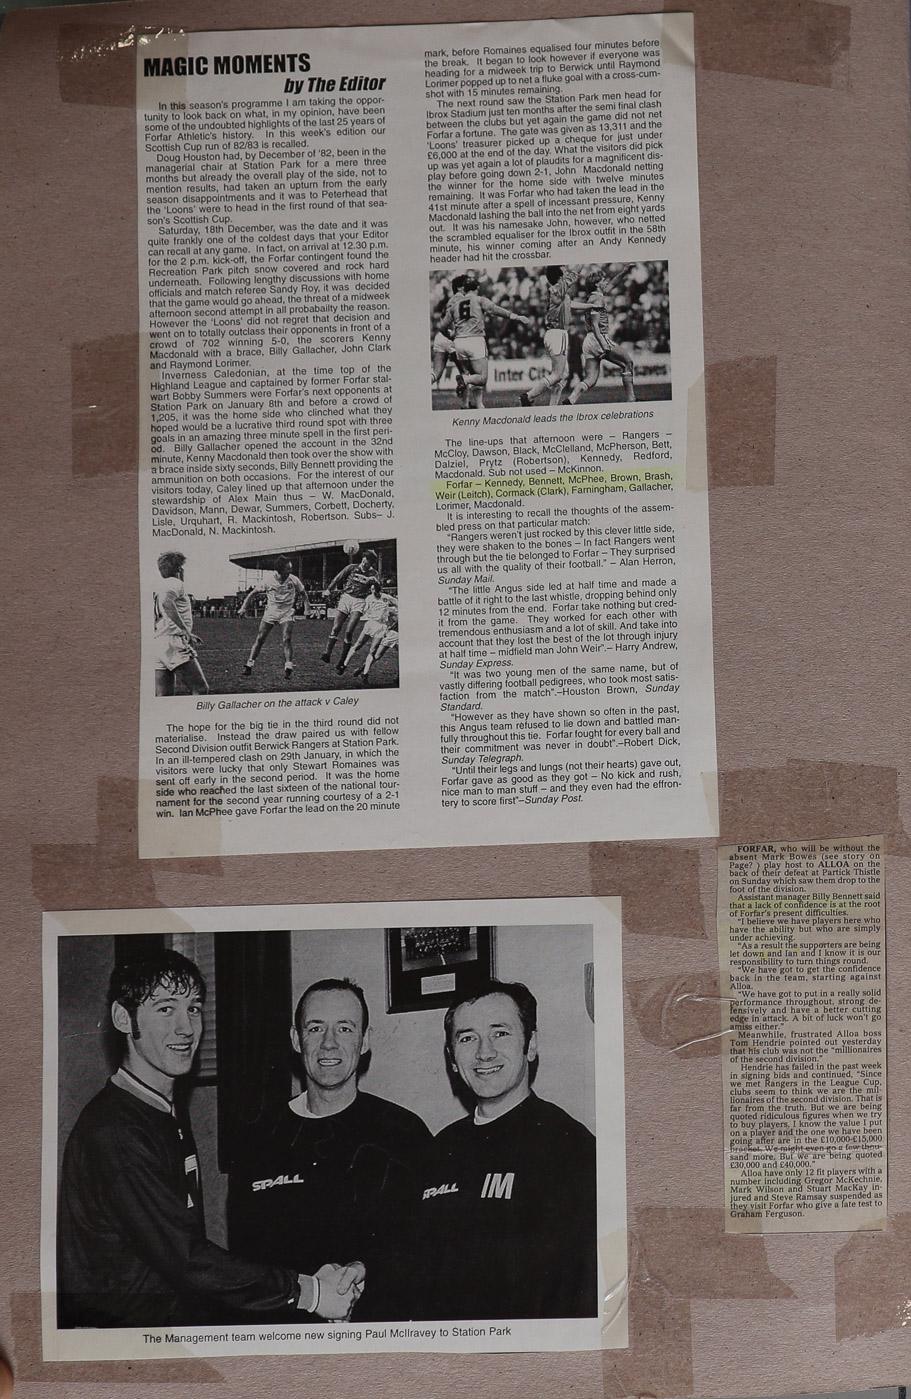 MAGIC MOMENTS
by The Editor
In this season's programme I am taking the oppor-
tunity to look back on what, in my opinion, have been
some of the undoubted highlights of the last 25 years of
Forfar Athletic's history. In this week's edition our
Scottish Cup run of 82/83 is recalled.
Doug Houston had, by December of '82, been in the
managerial chair at Station Park for a mere three
months but already the overall play of the side, not to
mention results, had taken an upturn from the early
season disappointments and it was to Peterhead that
the 'Loons' were to head in the first round of that sea-
son's Scottish Cup.
Saturday, 18th December, was the date and it was
quite frankly one of the coldest days that your Editor
can recall at any game. In fact, on arrival at 12.30 p.m.
for the 2 p.m. kick-off, the Forfar contingent found the
Recreation Park pitch snow covered and rock hard
underneath. Following lengthy discussions with home
officials and match referee Sandy Roy, it was decided
that the game would go ahead, the threat of a midweek
afternoon second attempt in all probabailty the reason.
However the 'Loons' did not regret that decision and
went on to totally outclass their opponents in front of a
crowd of 702 winning 5-0, the scorers Kenny
Macdonald with a brace, Billy Gallacher, John Clark
and Raymond Lorimer.
Inverness Caledonian, at the time top of the
Highland League and captained by former Forfar stal-
wart Bobby Summers were Forfar's next opponents at
Station Park on January 8th and before a crowd of
1,205, it was the home side who clinched what they
hoped would be a lucrative third round spot with three
goals in an amazing three minute spell in the first peri-
od. Billy Gallacher opened the account in the 32nd
minute, Kenny Macdonald then took over the show with
a brace inside sixty seconds, Billy Bennett providing the
ammunition on both occasions. For the interest of our
visitors today, Caley lined up that afternoon under the
stewardship of Alex Main thus – W. MacDonald,
Davidson, Mann, Dewar, Summers, Corbett, Docherty,
Lisle, Urquhart, R. Mackintosh, Robertson. Subs– J.
MacDonald, N. Mackintosh.
Billy Gallacher on the attack v Caley
The hope for the big tie in the third round did not
materialise. Instead the draw paired us with fellow
Second Division outfit Berwick Rangers at Station Park.
In an ill-tempered clash on 29th January, in which the
visitors were lucky that only Stewart Romaines was
sent off early in the second period. It was the home
side who reached the last sixteen of the national tour-
nament for the second year running courtesy of a 2-1
win. Ian McPhee gave Forfar the lead on the 20 minute
mark, before Romaines equalised four minutes before
the break. It began to look however if everyone was
heading for a midweek trip to Berwick until Raymond
Lorimer popped up to net a fluke goal with a cross-cum-
shot with 15 minutes remaining.
The next round saw the Station Park men head for
Ibrox Stadium just ten months after the semi final clash
between the clubs but yet again the game did not net
Forfar a fortune. The gate was given as 13,311 and the
'Loons' treasurer picked up a cheque for just under
£6,000 at the end of the day. What the visitors did pick
up was yet again a lot of plaudits for a magnificent dis-
play before going down 2-1, John Macdonald netting
the winner for the home side with twelve minutes
remaining. It was Forfar who had taken the lead in the
41st minute after a spell of incessant pressure, Kenny
Macdonald lashing the ball into the net from eight yards
out. It was his namesake John, however, who netted
the scrambled equaliser for the Ibrox outfit in the 58th
minute, his winner coming after an Andy Kennedy
header had hit the crossbar.
6
Inter City
Kenny Macdonald leads the Ibrox celebrations
The line-ups that afternoon were – Rangers –
McCloy, Dawson, Black, McClelland, McPherson, Bett,
Dalziel, Prytz (Robertson), Kennedy, Redford,
Macdonald. Sub not used – McKinnon.
Forfar – Kennedy, Bennett, McPhee, Brown, Brash,
Weir (Leitch), Cormack (Clark), Farningham, Gallacher,
Lorimer, Macdonald.
It is interesting to recall the thoughts of the assem-
bled press on that particular match:
"Rangers weren't just rocked by this clever little side,
they were shaken to the bones – In fact Rangers went
through but the tie belonged to Forfar – They surprised
us all with the quality of their football." – Alan Herron,
Sunday Mail.
"The little Angus side led at half time and made a
battle of it right to the last whistle, dropping behind only
12 minutes from the end. Forfar take nothing but cred-
it from the game. They worked for each other with
tremendous enthusiasm and a lot of skill. And take into
account that they lost the best of the lot through injury
at half time – midfield man John Weir".– Harry Andrew,
Sunday Express.
"It was two young men of the same name, but of
vastly differing football pedigrees, who took most satis-
faction from the match".–Houston Brown, Sunday
Standard.
"However as they have shown so often in the past,
this Angus team refused to lie down and battled man-
fully throughout this tie. Forfar fought for every ball and
their commitment was never in doubt".–Robert Dick,
Sunday Telegraph.
"Until their legs and lungs (not their hearts) gave out,
Forfar gave as good as they got – No kick and rush,
nice man to man stuff – and they even had the effron-
tery to score first"–Sunday Post.
FORFAR, who will be without the
absent Mark Bowes (see story on
Page? ) play host to ALLOA on the
back of their defeat at Partick Thistle
on Sunday which saw them drop to the
foot of the division.
Assistant manager Billy Bennett said
that a lack of confidence is at the root
of Forfar's present difficulties.
"I believe we have players here who
have the ability but who are simply
under achieving.
"As a result the supporters are being
let down and Ian and I know it is our
responsibility to turn things round.
"We have got to get the confidence
back in the team, starting against
Alloa.
"We have got to put in a really solid
performance throughout, strong de-
fensively and have a better cutting
edge in attack. A bit of luck won't go
amiss either."
Meanwhile, frustrated Alloa boss
Tom Hendrie pointed out yesterday
that his club was not the "millionaires
of the second division."
Hendrie has failed in the past week
in signing bids and continued, "Since
we met Rangers in the League Cup,
clubs seem to think we are the mil-
lionaires of the second division. That is
far from the truth. But we are being
quoted ridiculous figures when we try
to buy players. I know the value I put
on a player and the one we have been
going after are in the £10,000-£15,000
bracket. We might even go a few thou-
sand more. But we are being quoted
£30,000 and £40,000."
Alloa have only 12 fit players with a
number including Gregor McKechnie,
Mark Wilson and Stuart MacKay in-
jured and Steve Ramsay suspended as
they visit Forfar who give a late test to
Graham Ferguson.
SPALL
SPALL
IM
The Management team welcome new signing Paul McIlravey to Station Park